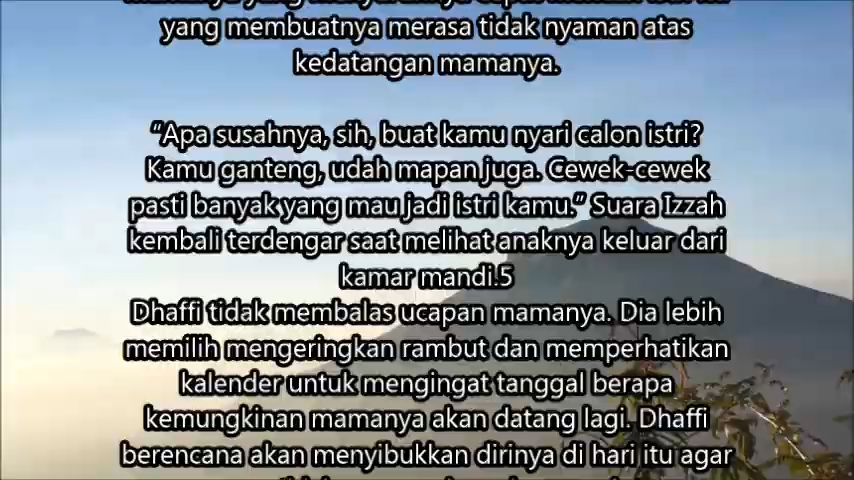 yang membuatnya merasa tidak nyaman atas
kedatangan mamanya.
“Apa susahnya, sih, buat kamu nyari calon istri?
Kamu ganteng, udah mapan juga. Cewek-cewek
pasti banyak yang mau jadi istri kamu.” Suara Izzah
kembali terdengar saat melihat anaknya keluar dari
kamar mandi.5
Dhaffi tidak membalas ucapan mamanya. Dia lebih
memilih mengeringkan rambut dan memperhatikan
kalender untuk mengingat tanggal berapa
kemungkinan mamanya akan datang lagi. Dhaffi
berencana akan menyibukkan dirinya di hari itu agar